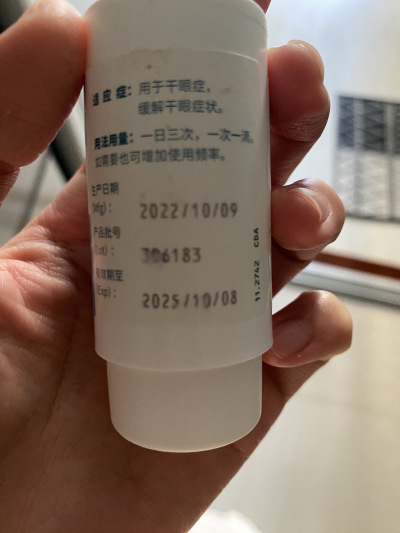 适应症：用于干眼症，
缓解干眼症状。
用法用量：一日三次，一次一滴。
如需要也可增加使用频率。
生产日期
(Mfg)： 2022/10/09
产品批号
(Lot)： 306183
有效期至
(Exp)： 2025/10/08
11.2742 CDA